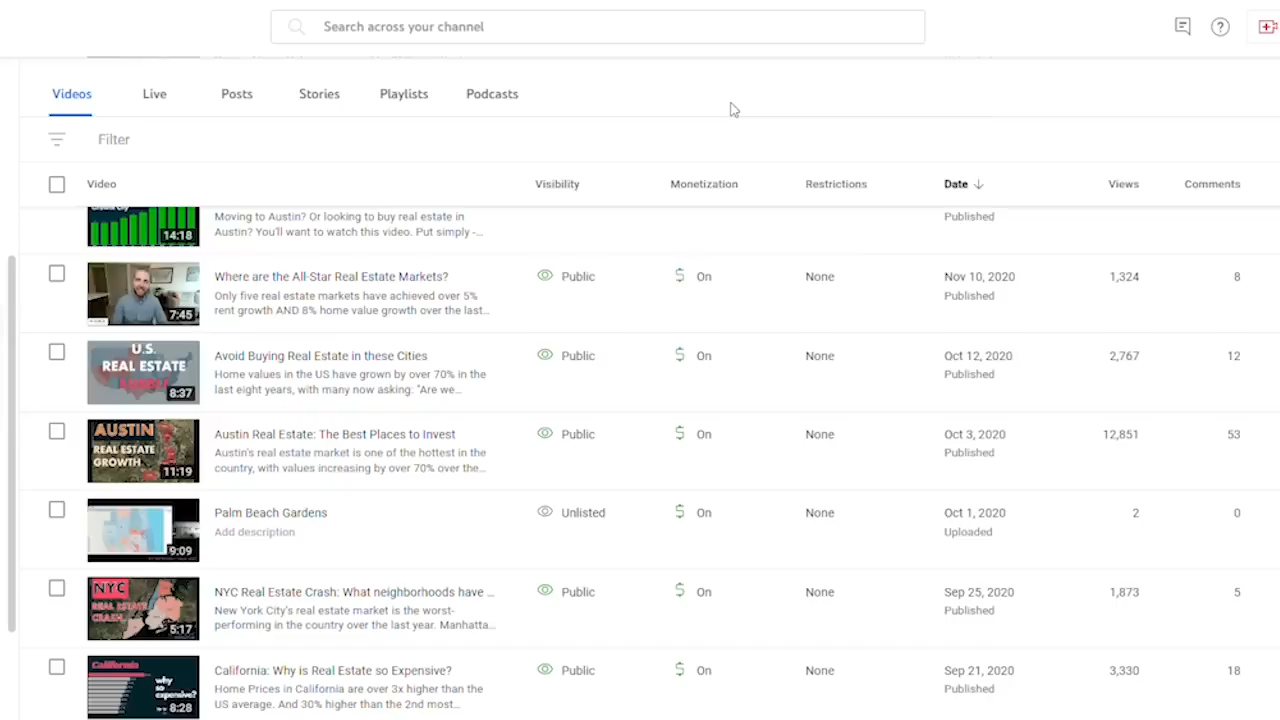 Search across your channel
Videos Live Posts Stories Playlists Podcasts
Filter
Video Visibility Monetization Restrictions Date Views Comments
14:18
Moving to Austin? Or looking to buy real estate in
Austin? You'll want to watch this video. Put simply -...
Published
7:45
Where are the All-Star Real Estate Markets?
Only five real estate markets have achieved over 5%
rent growth AND 8% home value growth over the last...
Public On None Nov 10, 2020 1,324 8
Published
U.S.
REAL ESTATE
8:37
Avoid Buying Real Estate in these Cities
Home values in the US have grown by over 70% in the
last eight years, with many now asking. "Are we...
Public On None Oct 12, 2020 2,767 12
Published
AUSTIN
REAL ESTATE
GROWTH
11:19
Austin Real Estate: The Best Places to Invest
Austin's real estate market is one of the hottest in the
country, with values increasing by over 70% over the...
Public On None Oct 3, 2020 12,851 53
Published
9:09
Palm Beach Gardens
Add description
Unlisted On None Oct 1, 2020 2 0
Uploaded
NYC
REAL ESTATE
CRASH
5:17
NYC Real Estate Crash: What neighborhoods have ...
New York City's real estate market is the worst-
performing in the country over the last year. Manhatta...
Public On None Sep 25, 2020 1,873 5
Published
California
why
so
expensive?
8:28
California: Why is Real Estate so Expensive?
Home Prices in California are over 3x higher than the
US average. And 30% higher than the 2nd most...
Public On None Sep 21, 2020 3,330 18
Published